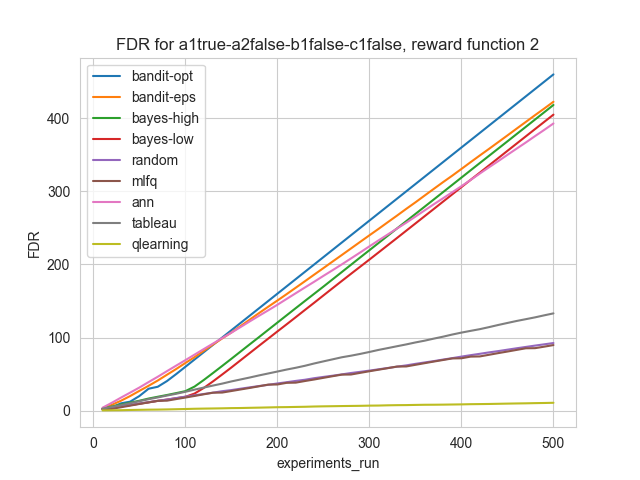 FDR for a1true-a2false-b1false-c1false, reward function 2
bandit-opt
bandit-eps
bayes-high
bayes-low
random
mlfq
ann
tableau
qlearning
FDR
400
300
200
100
0
0 100 200 300 400 500
experiments_run